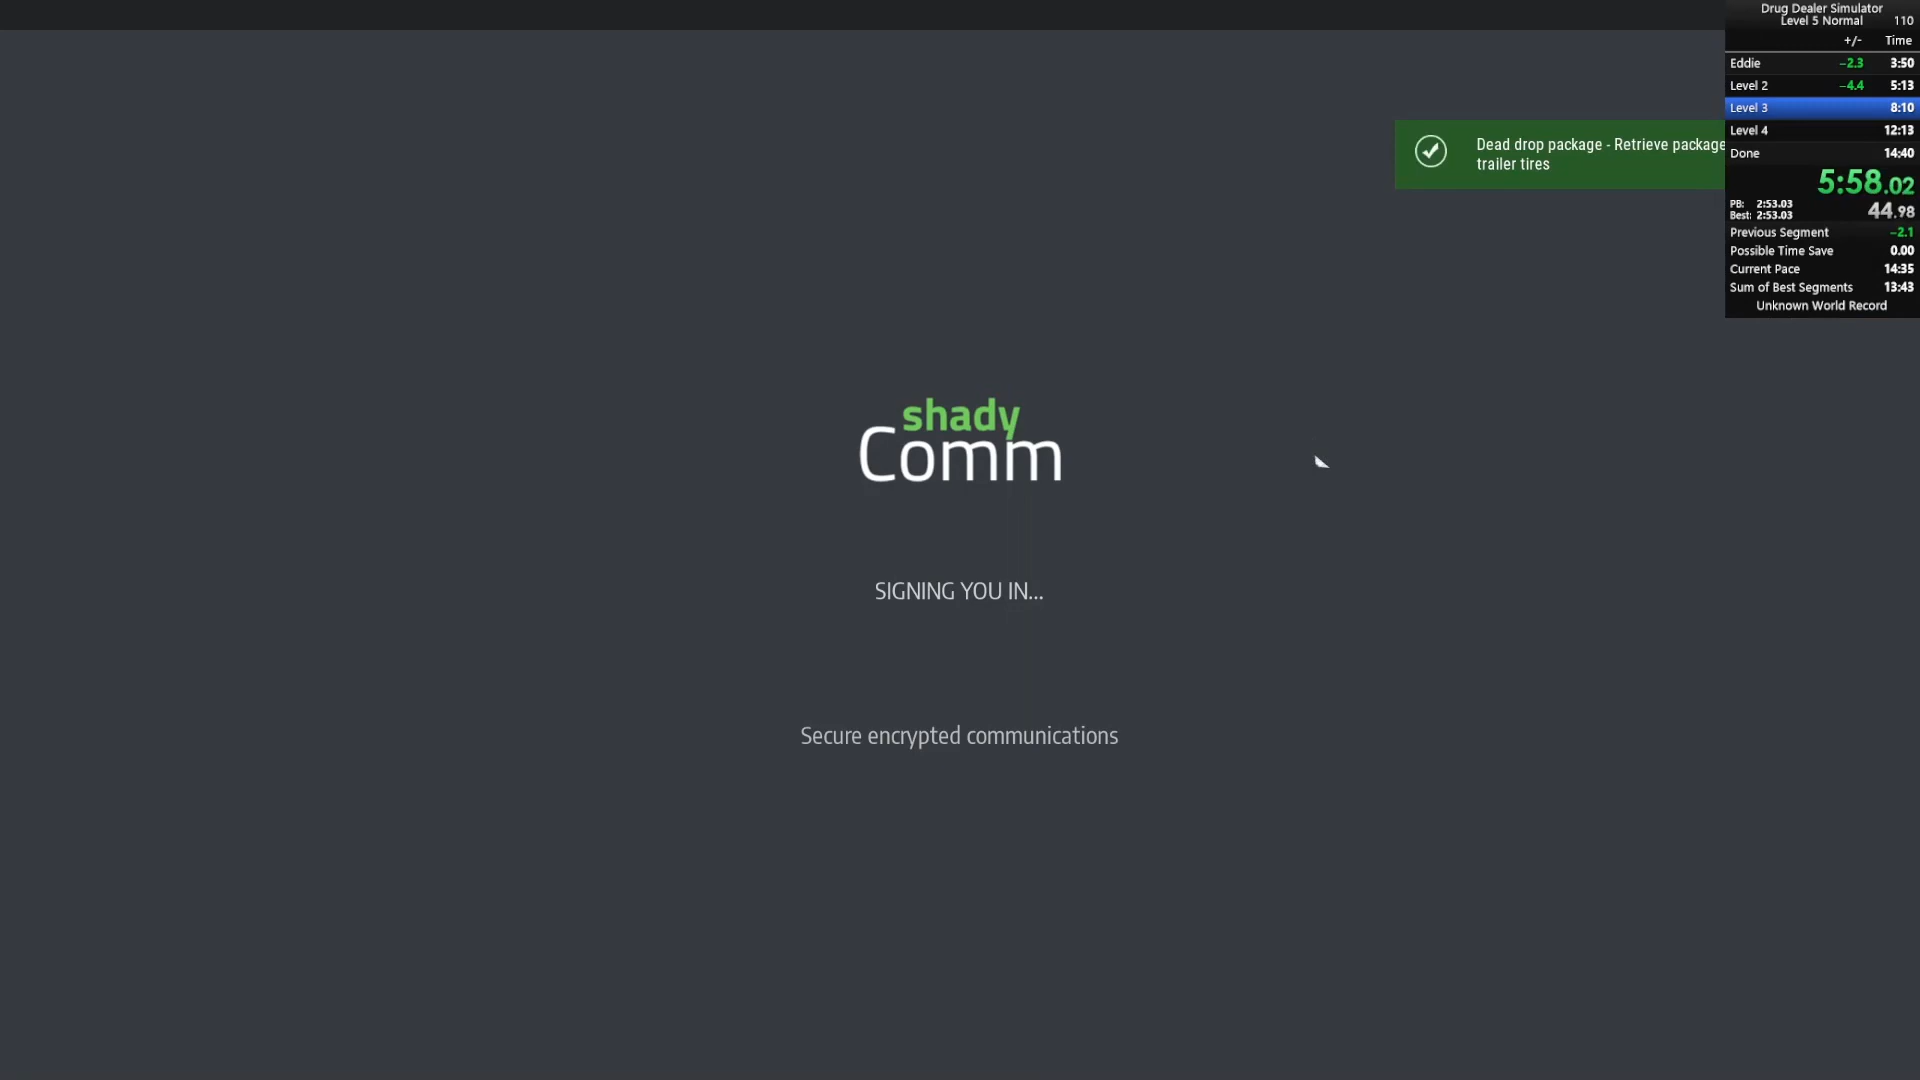 Drug Dealer Simulator
Level 5 Normal 110
+/- Time
Eddie −2.3 3:50
Level 2 −4.4 5:13
Level 3 8:10
Level 4 12:13
Done 14:40
5:58.02
PB: 2:53.03
Best: 2:53.03
44.98
Previous Segment −2.1
Possible Time Save 0.00
Current Pace 14:35
Sum of Best Segments 13:43
Unknown World Record
Dead drop package - Retrieve package
trailer tires
shady
Comm
SIGNING YOU IN...
Secure encrypted communications